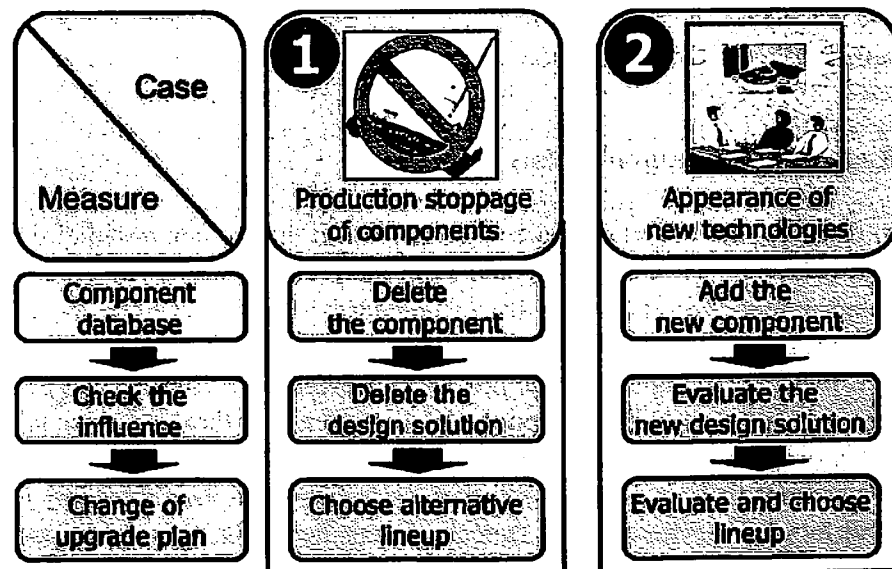 Case
Measure
Component
database
Check the
influence
Change of
upgrade plan
1
Production stoppage
of components
Delete
the component
Delete the
design solution
Choose alternative
lineup
2
Appearance of
new technologies
Add the
new component
Evaluate the
new design solution
Evaluate and choose
lineup